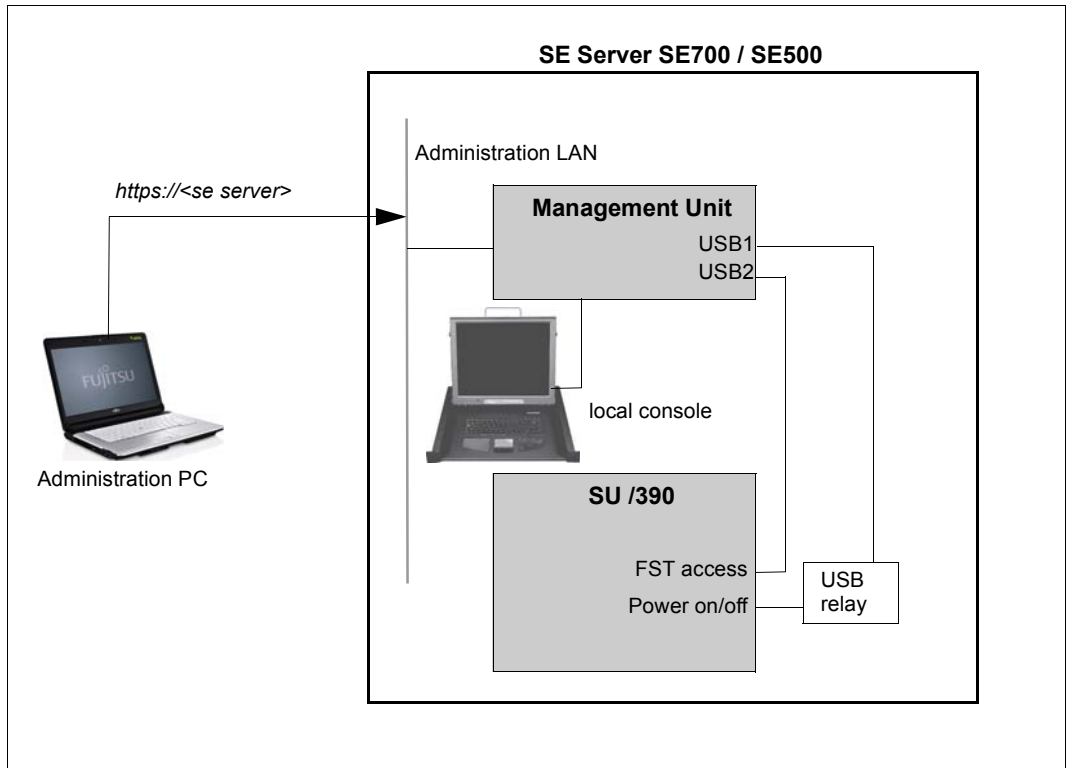 SE Server SE700 / SE500
Administration LAN
https://<se server>
Management Unit
USB1
USB2
FUJITSU
local console
Administration PC
SU /390
FST access
USB
relay
Power on/off